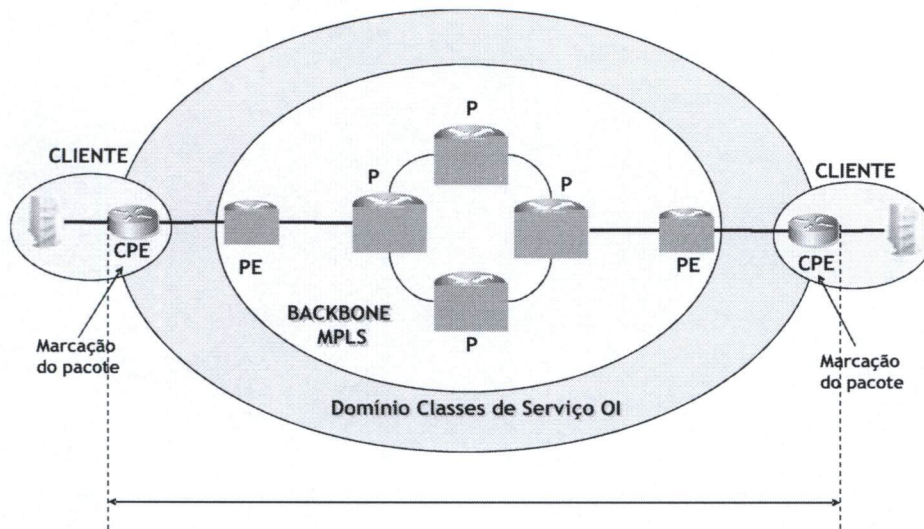 P
CLIENTE
P
P
CLIENTE
CPE
PE
PE
CPE
BACKBONE
MPLS
P
Marcação
do pacote
Marcação
do pacote
Domínio Classes de Serviço OI